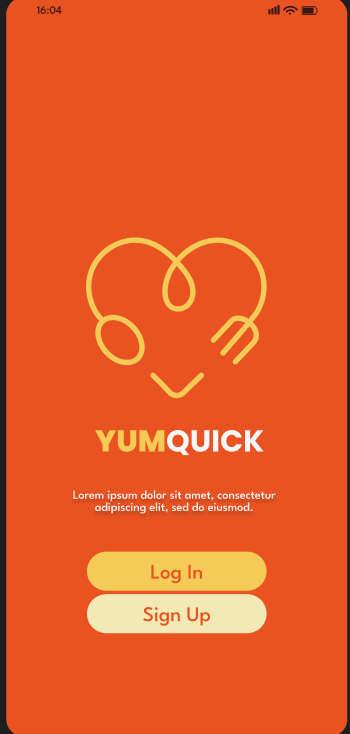 16:04
YUMQUICK
Lorem ipsum dolor sit amet, consectetur
adipiscing elit, sed do eiusmod.
Log In
Sign Up